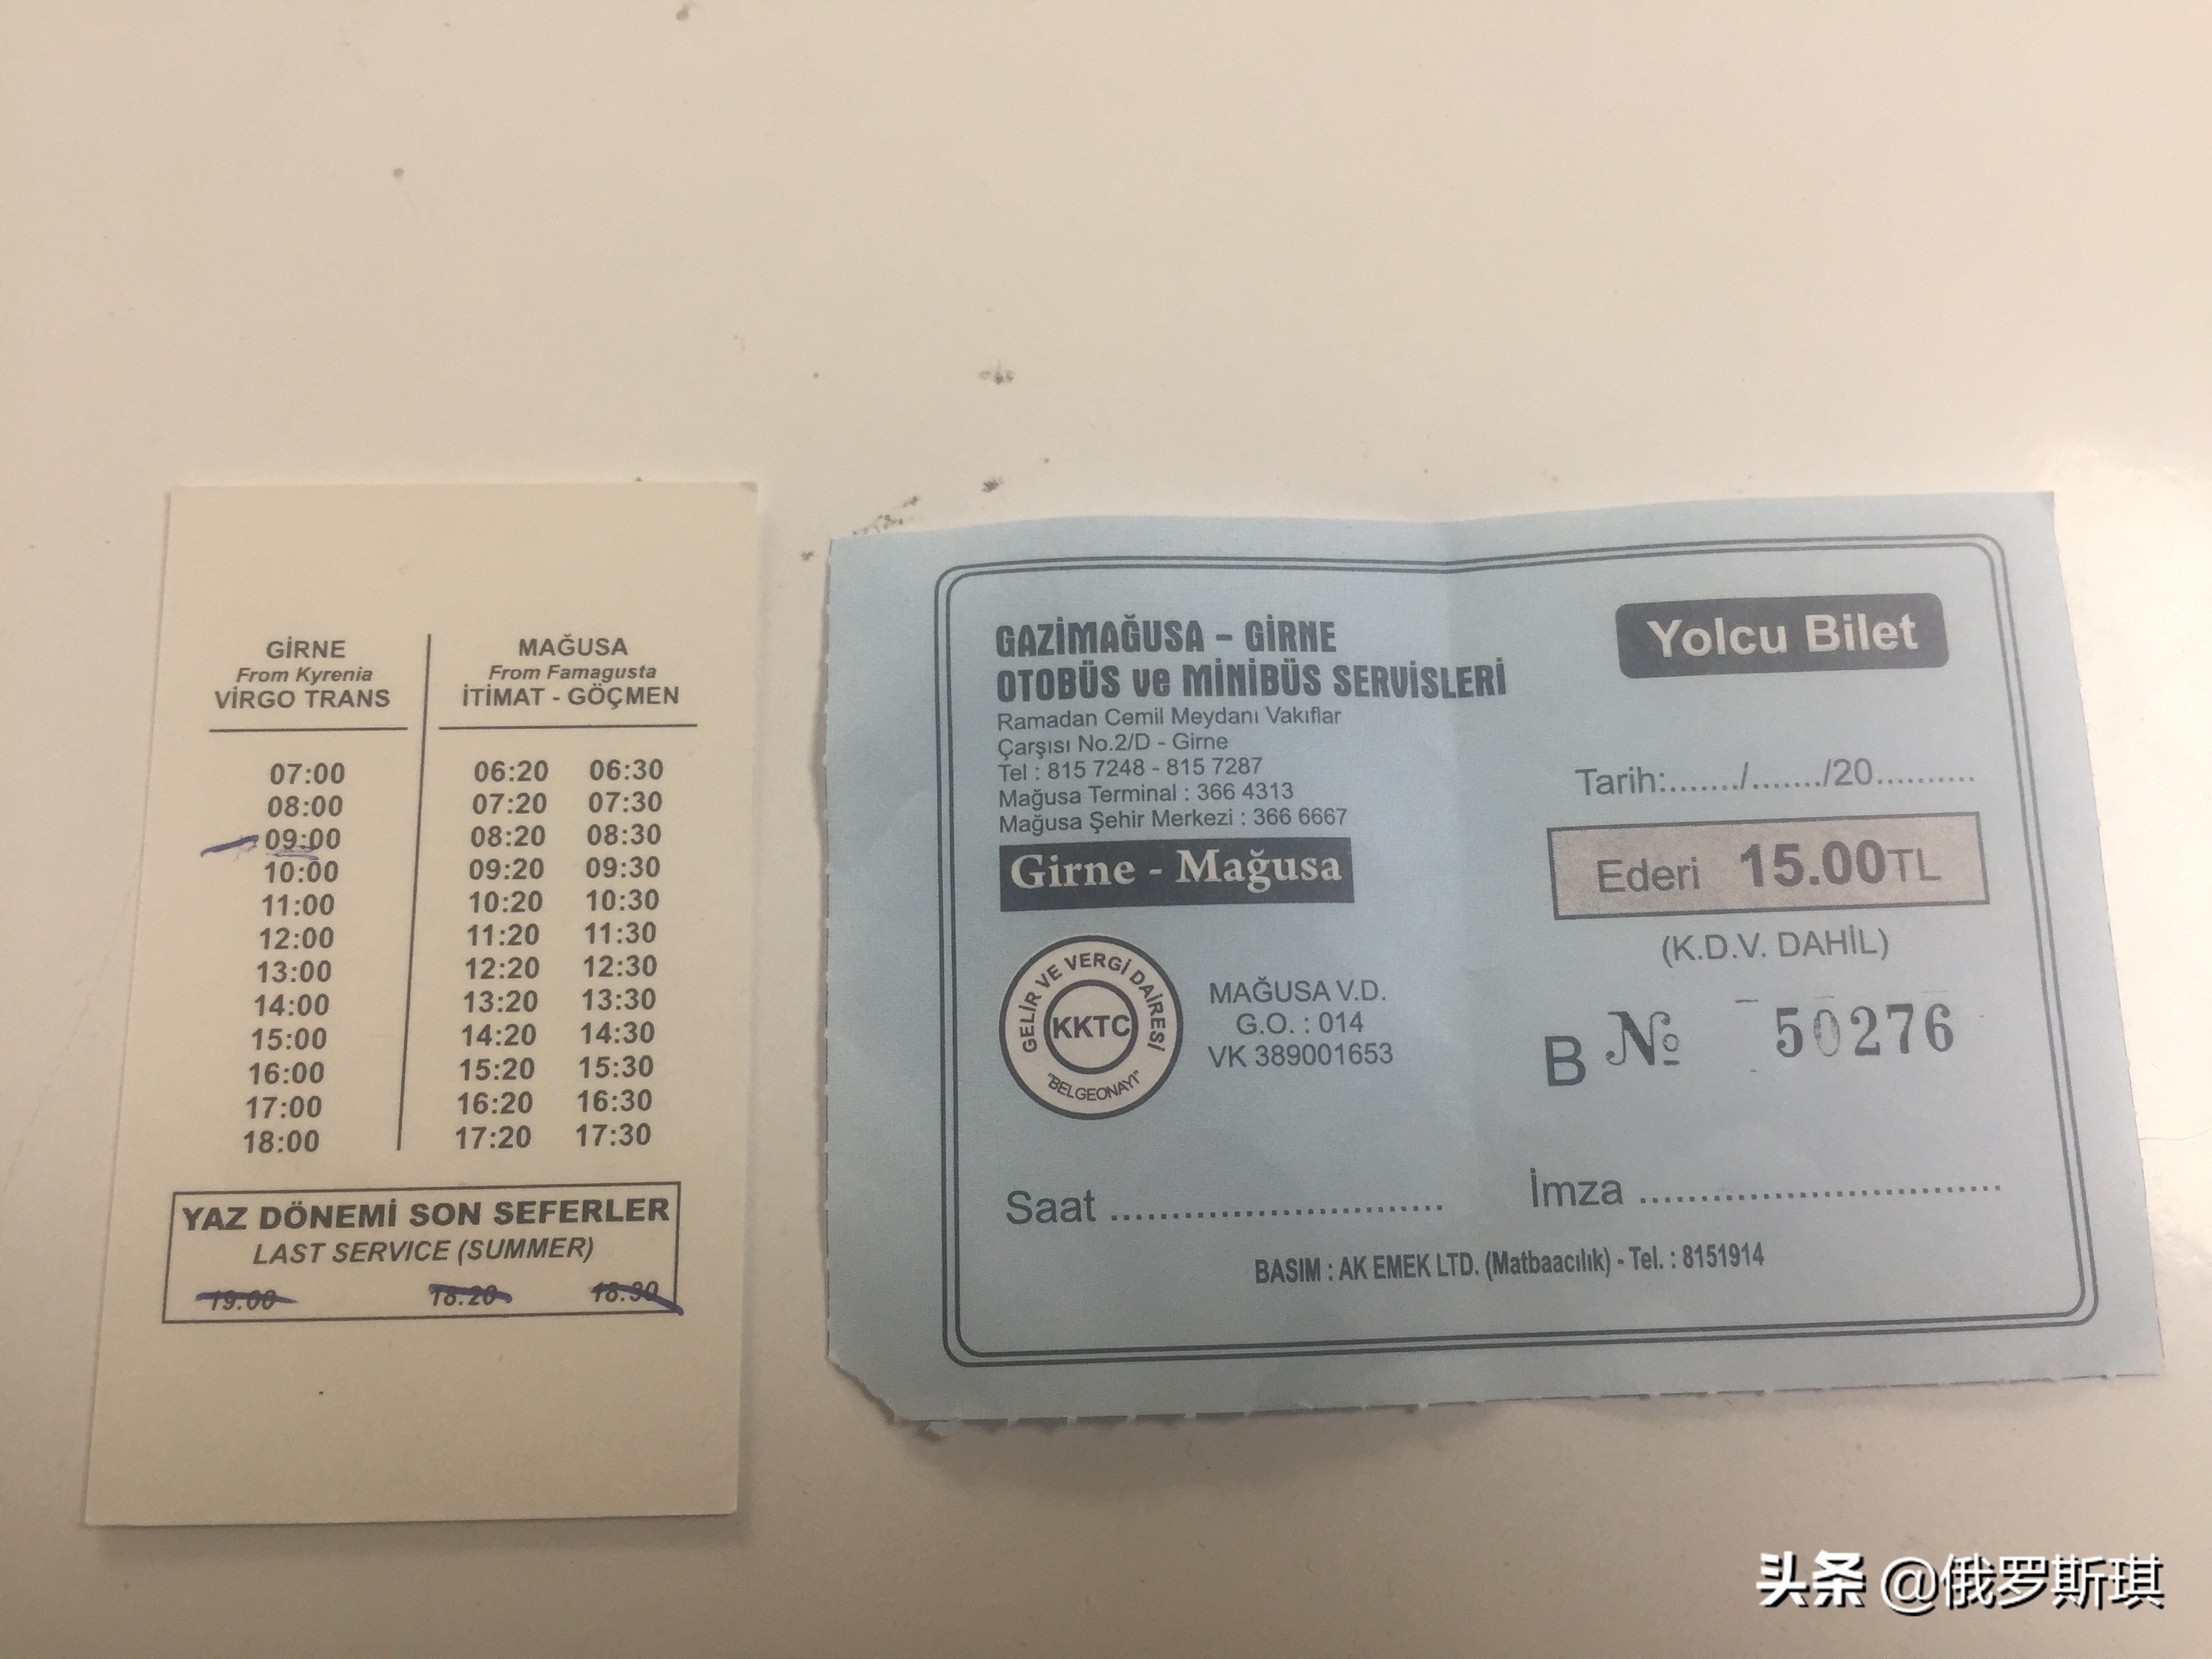 GİRNE
From Kyrenia
VİRGO TRANS
MAĞUSA
From Famagusta
İTİMAT - GÖÇMEN
07:00 06:20 06:30
08:00 07:20 07:30
09:00 08:20 08:30
10:00 09:20 09:30
11:00 10:20 10:30
12:00 11:20 11:30
13:00 12:20 12:30
14:00 13:20 13:30
15:00 14:20 14:30
16:00 15:20 15:30
17:00 16:20 16:30
18:00 17:20 17:30
YAZ DÖNEMİ SON SEFERLER
LAST SERVICE (SUMMER)
19.00 18.20 18.30
GAZİMAĞUSA – GİRNE
OTOBÜS ve MİNİBÜS SERVİSLERİ
Ramadan Cemil Meydanı Vakıflar
Çarşısı No.2/D - Girne
Tel : 815 7248 - 815 7287
Mağusa Terminal : 366 4313
Mağusa Şehir Merkezi : 366 6667
Girne - Mağusa
GELİR VE VERGİ DAİRESİ
KKTC
"BELGEONAYI"
MAĞUSA V.D.
G.O. : 014
VK 389001653
Yolcu Bilet
Tarih:......./......./20..........
Ederi 15.00TL
(K.D.V. DAHİL)
B № 50276
Saat ............................
İmza ..............................
BASIM : AK EMEK LTD. (Matbaacılık) - Tel. : 8151914
头条 @俄罗斯琪